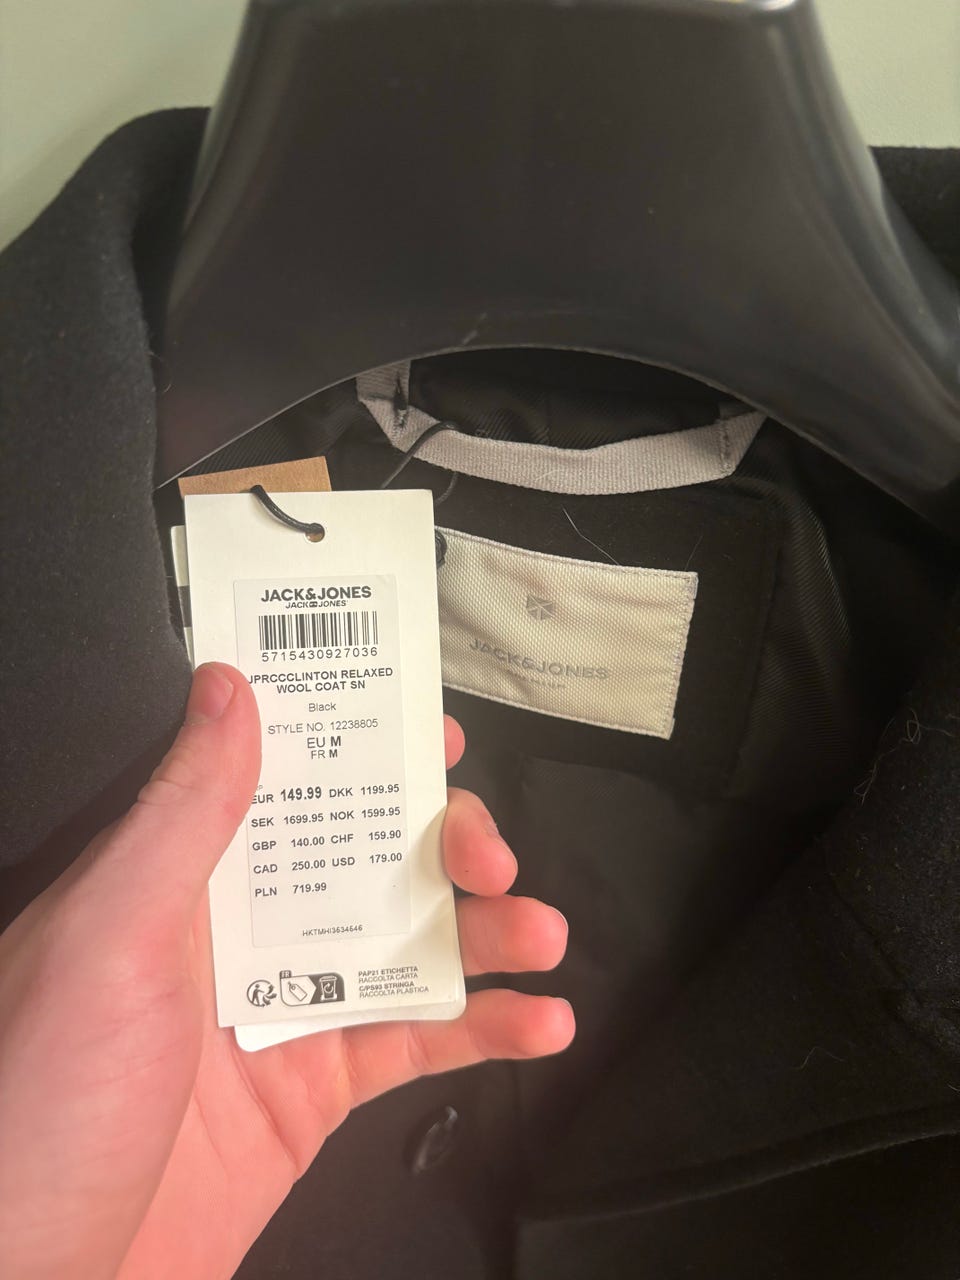 JACK&JONES
JACK JONES
5715430927036
JPRCCCLINTON RELAXED
WOOL COAT SN
Black
STYLE NO. 12238805
EU M
FR M
EUR 149.99 DKK 1199.95
SEK 1699.95 NOK 1599.95
GBP 140.00 CHF 159.90
CAD 250.00 USD 179.00
PLN 719.99
HKTMHI3634646
FR
PAP21 ETICHETTA
RACCOLTA CARTA
C/PS93 STRINGA
RACCOLTA PLASTICA
JACK&JONES